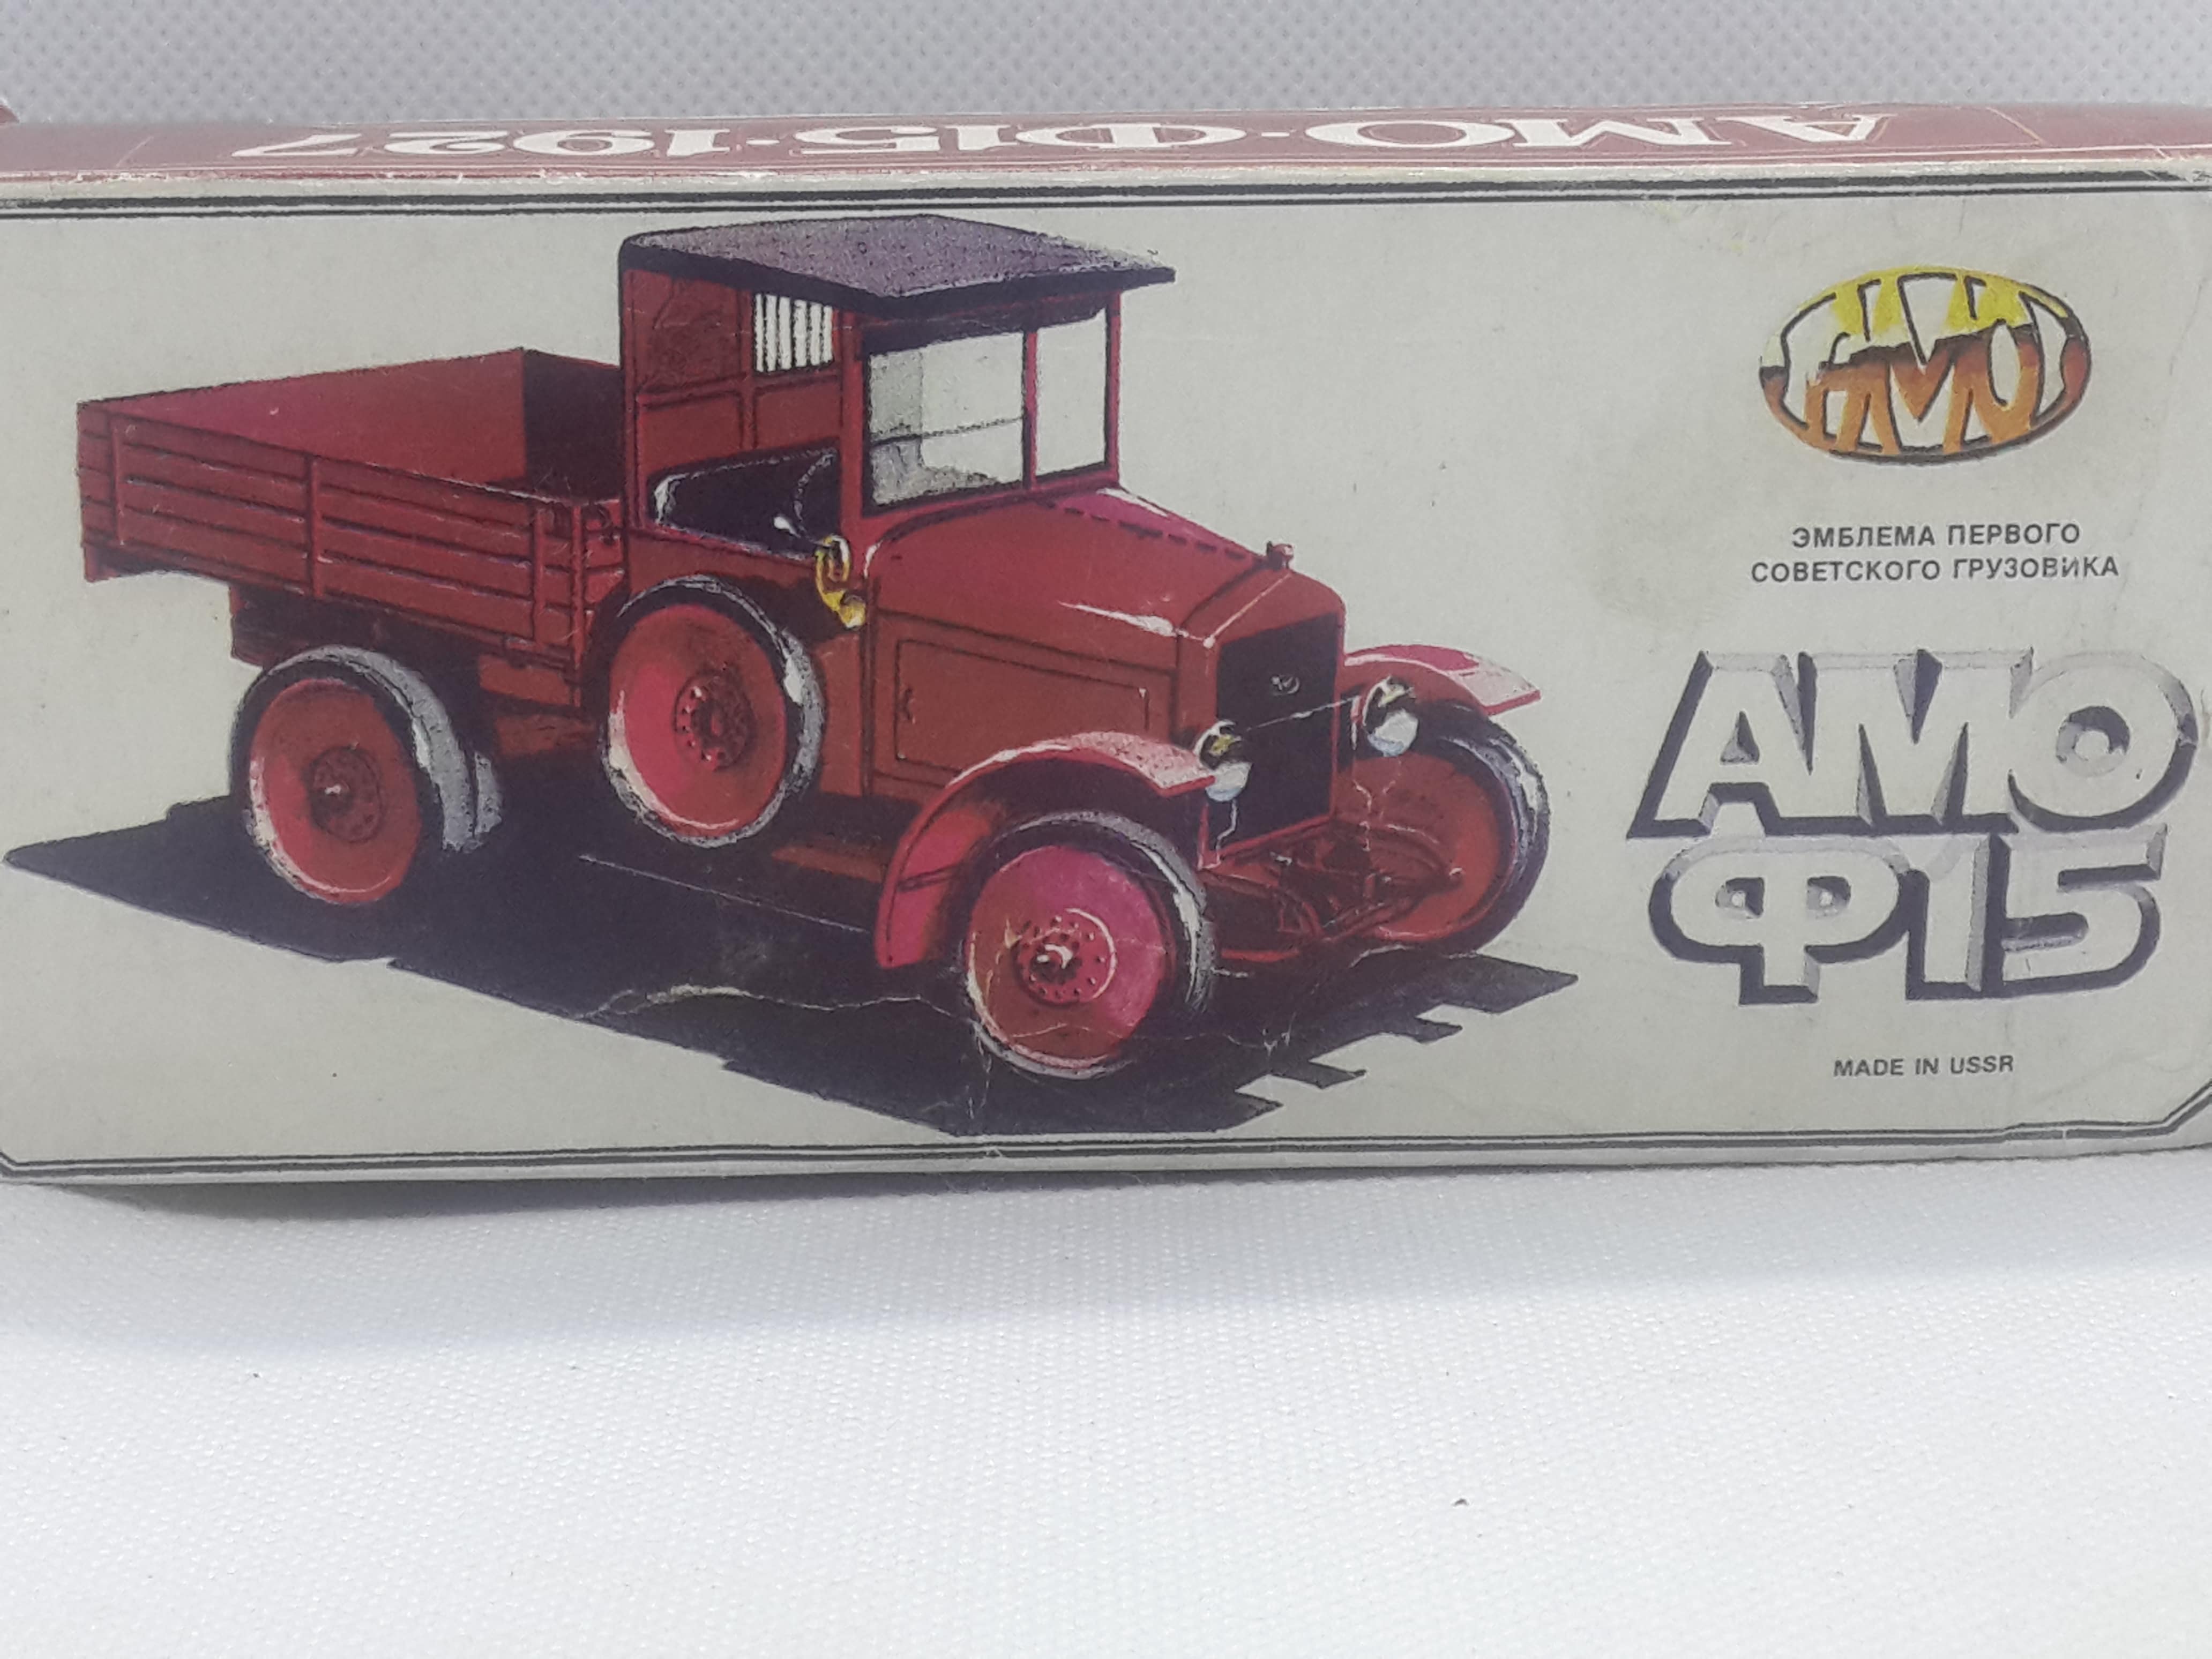 АМО·Ф15·1927
АМО
ЭМБЛЕМА ПЕРВОГО
СОВЕТСКОГО ГРУЗОВИКА
АМО
Ф15
MADE IN USSR